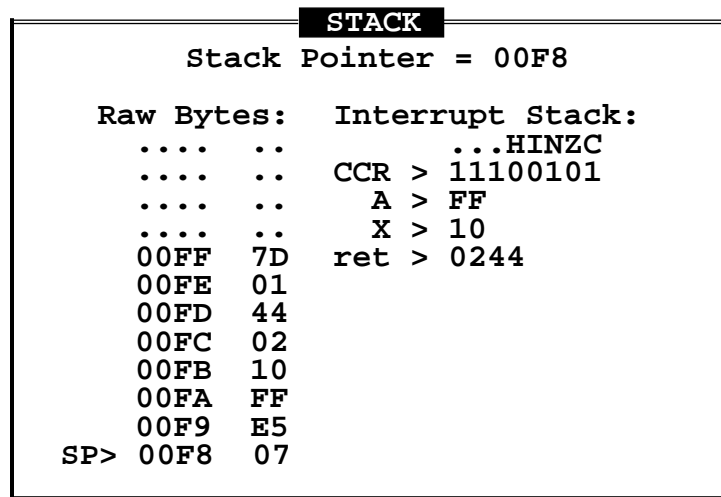 STACK
Stack Pointer = 00F8
Raw Bytes: Interrupt Stack:
.... .. ...HINZC
.... .. CCR > 11100101
.... .. A > FF
.... .. X > 10
00FF 7D ret > 0244
00FE 01
00FD 44
00FC 02
00FB 10
00FA FF
00F9 E5
SP> 00F8 07